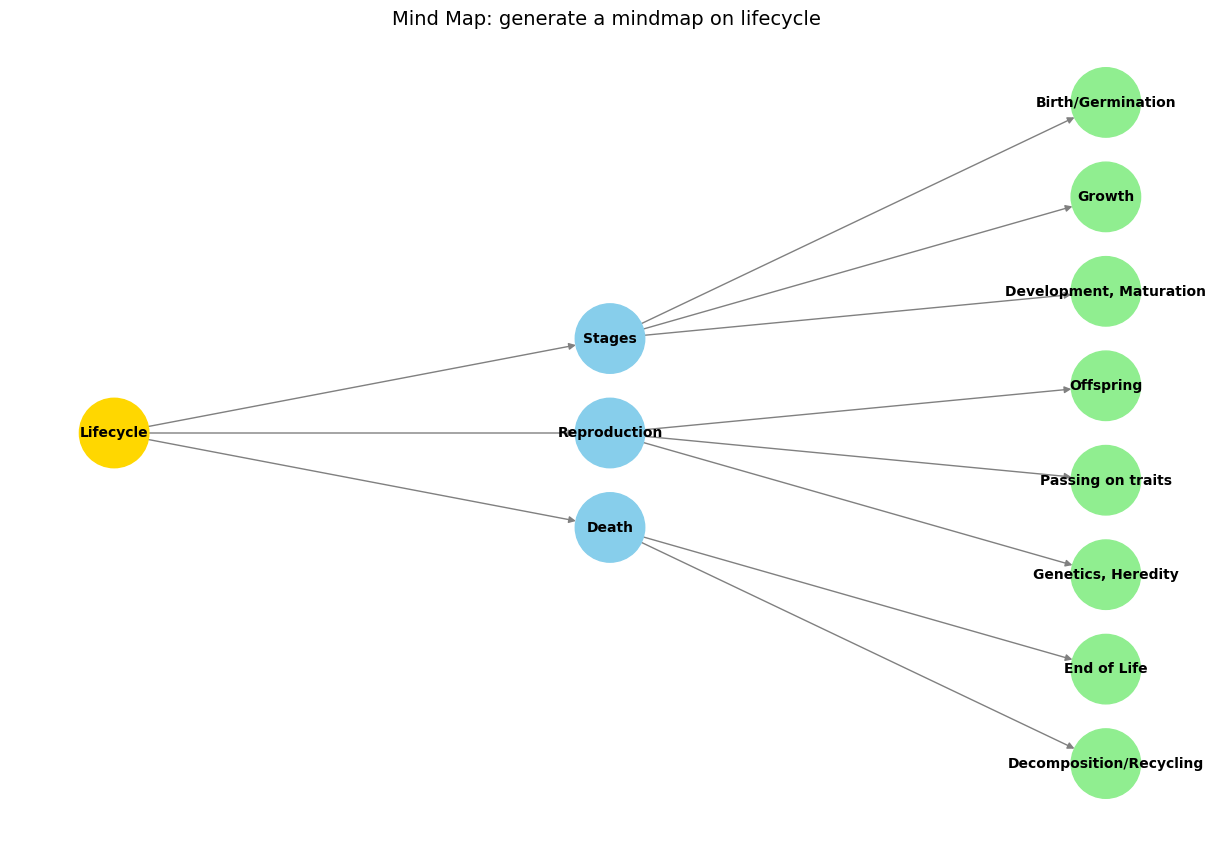 Mind Map: generate a mindmap on lifecycle
Lifecycle
Stages
Reproduction
Death
Birth/Germination
Growth
Development, Maturation
Offspring
Passing on traits
Genetics, Heredity
End of Life
Decomposition/Recycling